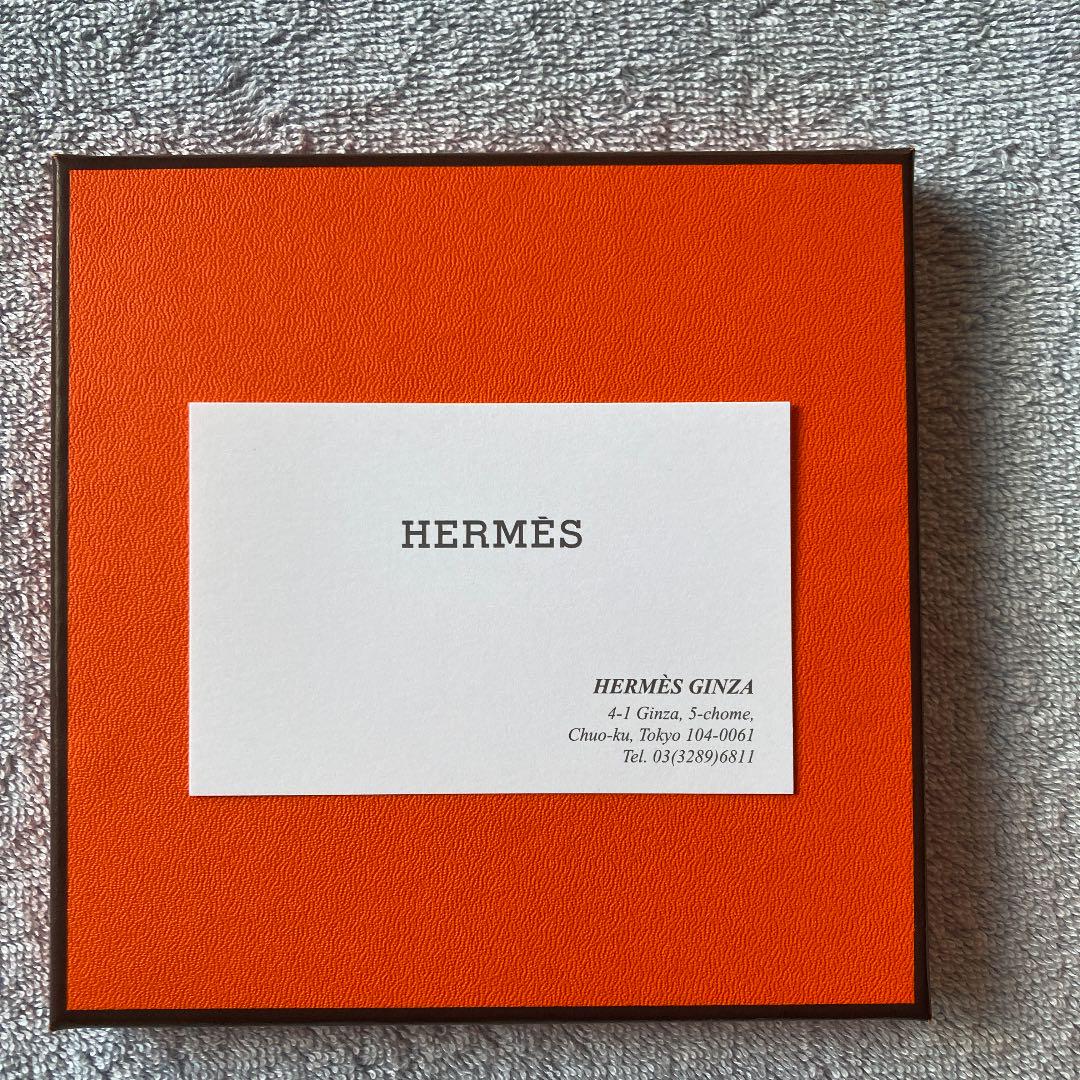 HERMÈS
HERMÈS GINZA
4-1 Ginza, 5-chome,
Chuo-ku, Tokyo 104-0061
Tel. 03(3289)6811